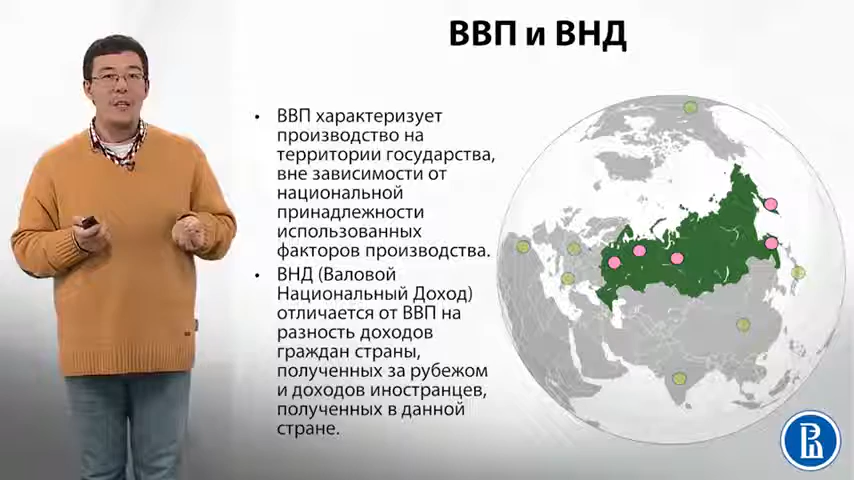 ВВП и ВНД
• ВВП характеризует
производство на
территории государства,
вне зависимости от
национальной
принадлежности
использованных
факторов производства.
• ВНД (Валовой
Национальный Доход)
отличается от ВВП на
разность доходов
граждан страны,
полученных за рубежом
и доходов иностранцев,
полученных в данной
стране.